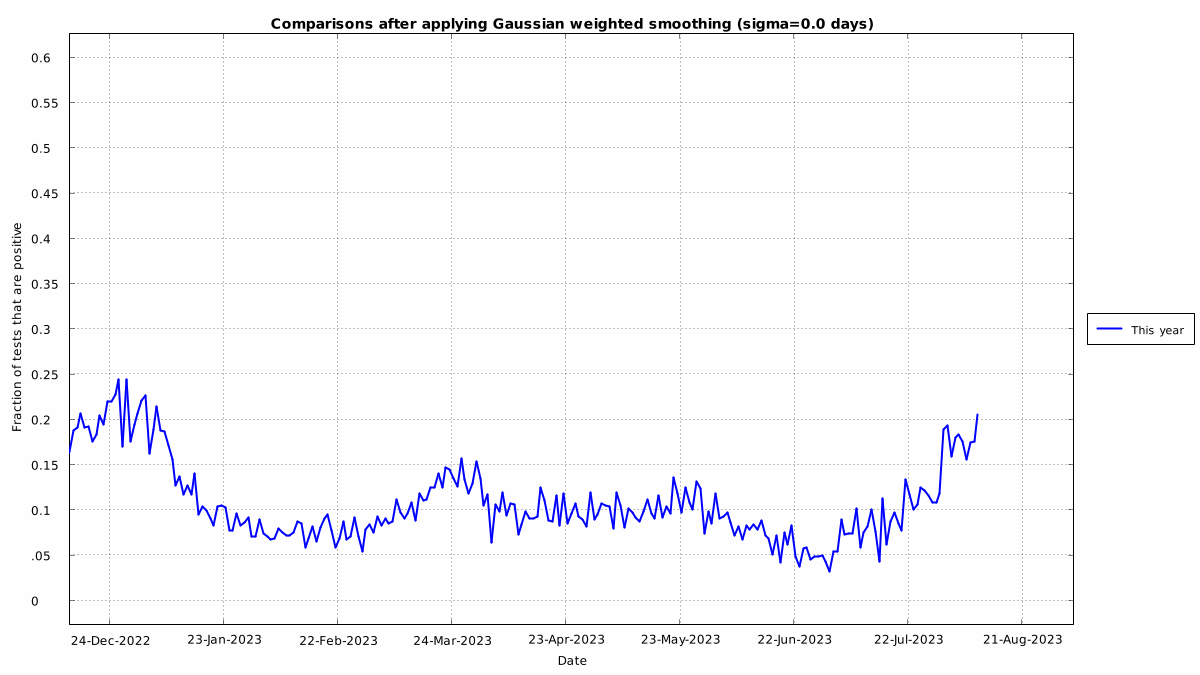 Comparisons after applying Gaussian weighted smoothing (sigma=0.0 days)
Fraction of tests that are positive
0.6
0.55
0.5
0.45
0.4
0.35
0.3
0.25
0.2
0.15
0.1
.05
0
24-Dec-2022 23-Jan-2023 22-Feb-2023 24-Mar-2023 23-Apr-2023 23-May-2023 22-Jun-2023 22-Jul-2023 21-Aug-2023
Date
This year